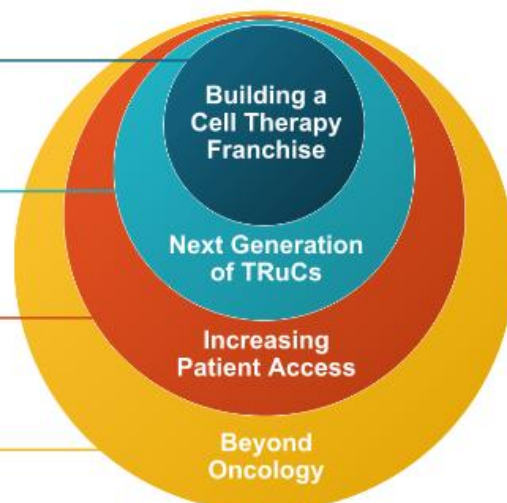 Building a
Cell Therapy
Franchise
Next Generation
of TRuCs
Increasing
Patient Access
Beyond
Oncology